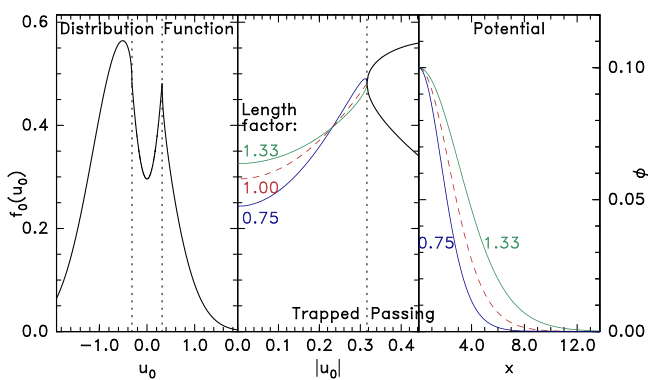 Distribution Function
Potential
0.6
0.4
0.2
0.0
f₀(u₀)
−1.0 0.0 1.0
u₀
Length
factor:
1.33
1.00
0.75
Trapped Passing
0.0 0.1 0.2 0.3 0.4
|u₀|
0.75 1.33
4.0 8.0 12.0
x
0.10
0.05
0.00
ϕ